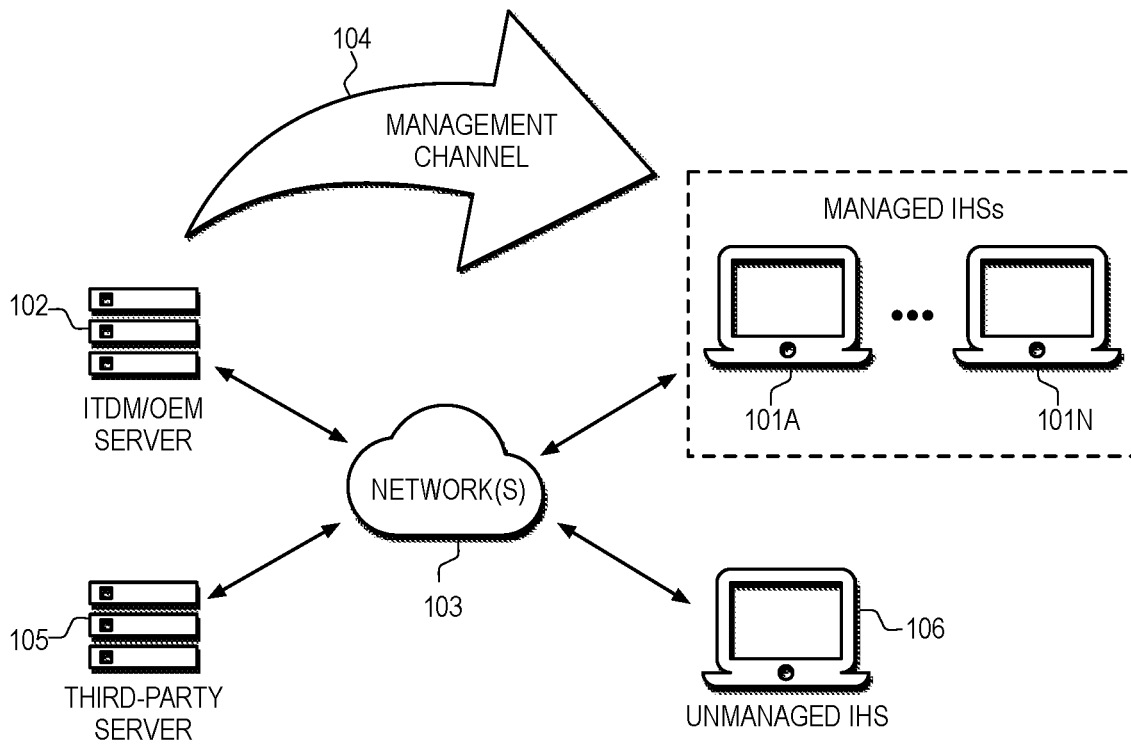 104
MANAGEMENT
CHANNEL
MANAGED IHSs
102
ITDM/OEM
SERVER
101A
101N
NETWORK(S)
103
105
THIRD-PARTY
SERVER
106
UNMANAGED IHS